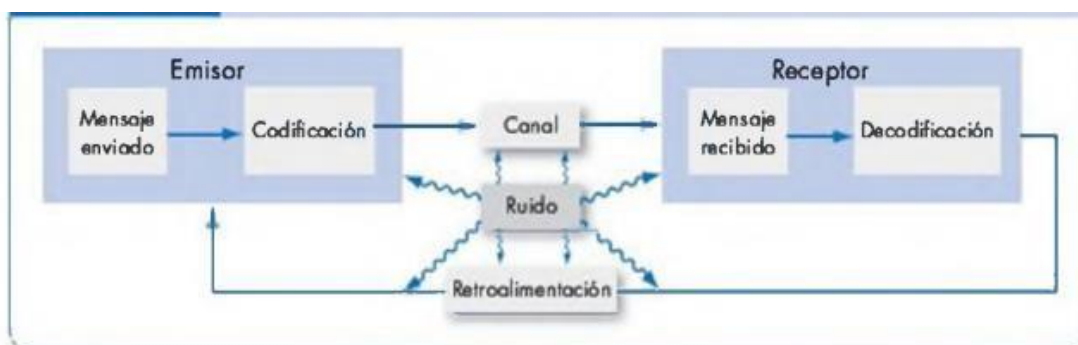 Emisor
Mensaje
enviado
Codificación
Canal
Receptor
Mensaje
recibido
Decodificación
Ruido
Retroalimentación